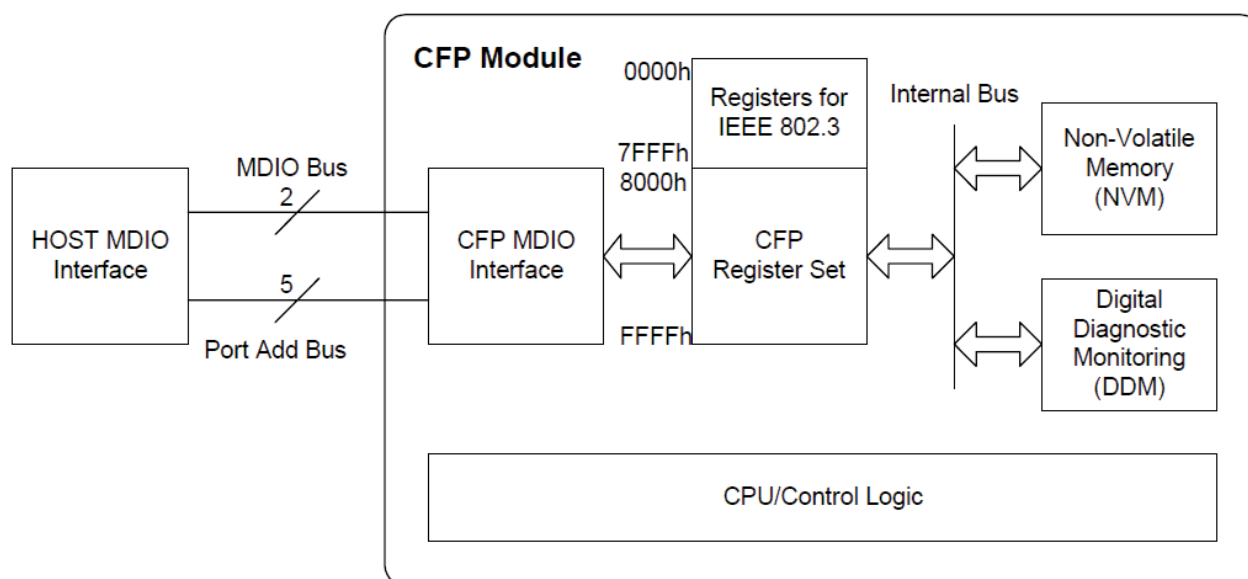 CFP Module
0000h
Registers for
IEEE 802.3
7FFFh
8000h
Internal Bus
Non-Volatile
Memory
(NVM)
MDIO Bus
2
HOST MDIO
Interface
5
Port Add Bus
CFP MDIO
Interface
CFP
Register Set
FFFFh
Digital
Diagnostic
Monitoring
(DDM)
CPU/Control Logic